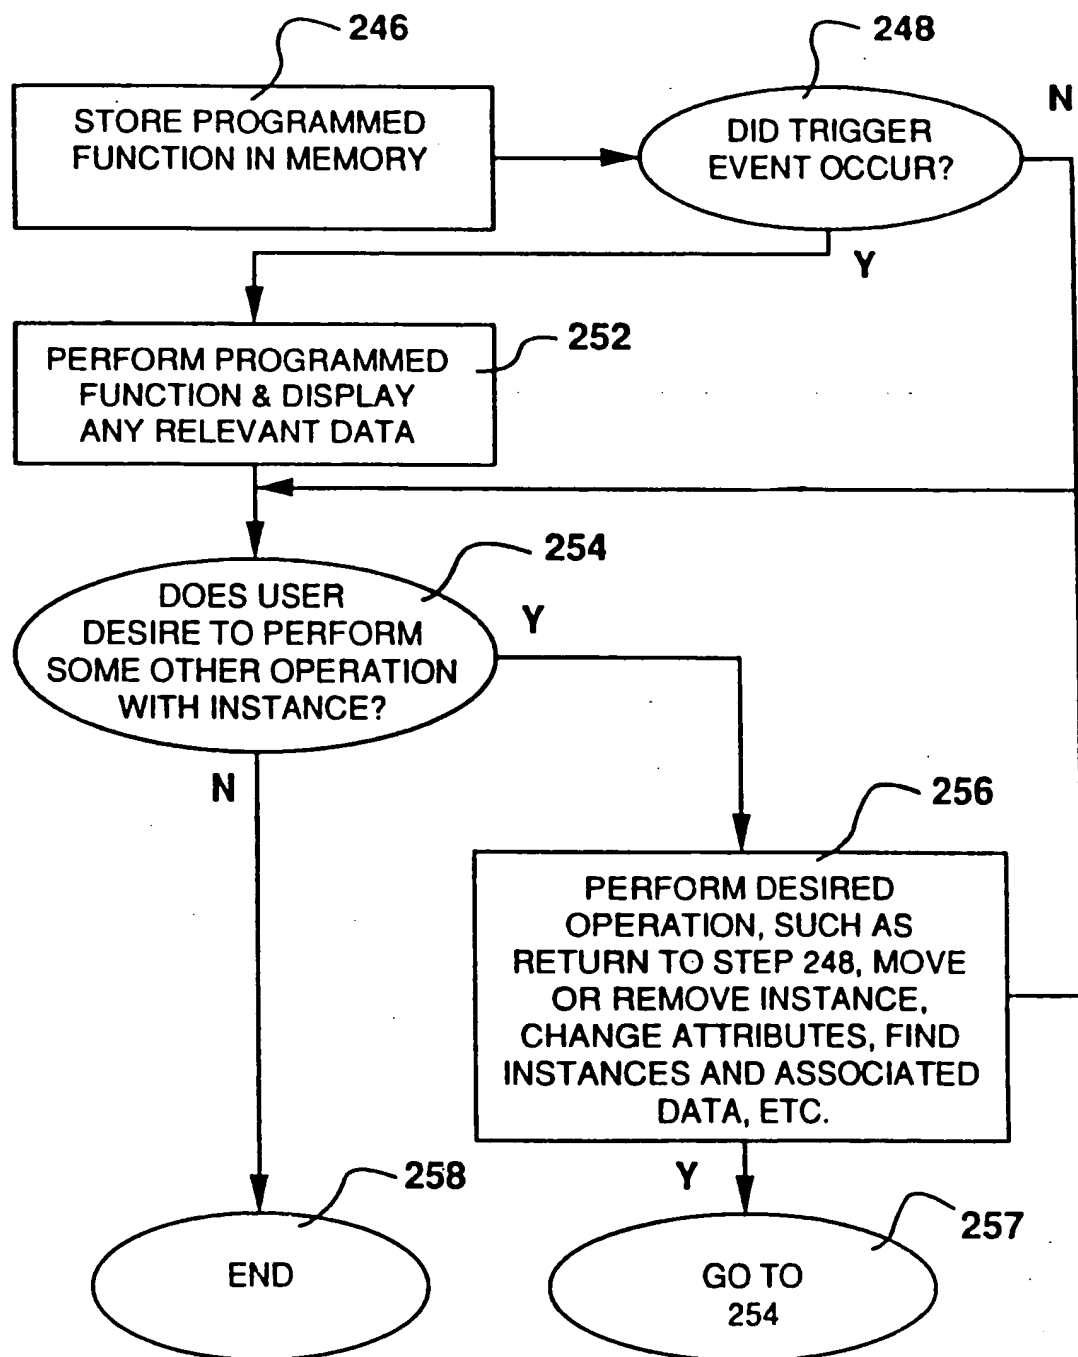 246
248
STORE PROGRAMMED
FUNCTION IN MEMORY
DID TRIGGER
EVENT OCCUR?
N
Y
252
PERFORM PROGRAMMED
FUNCTION & DISPLAY
ANY RELEVANT DATA
254
DOES USER
DESIRE TO PERFORM
SOME OTHER OPERATION
WITH INSTANCE?
Y
N
256
PERFORM DESIRED
OPERATION, SUCH AS
RETURN TO STEP 248, MOVE
OR REMOVE INSTANCE,
CHANGE ATTRIBUTES, FIND
INSTANCES AND ASSOCIATED
DATA, ETC.
Y
258
END
257
GO TO
254